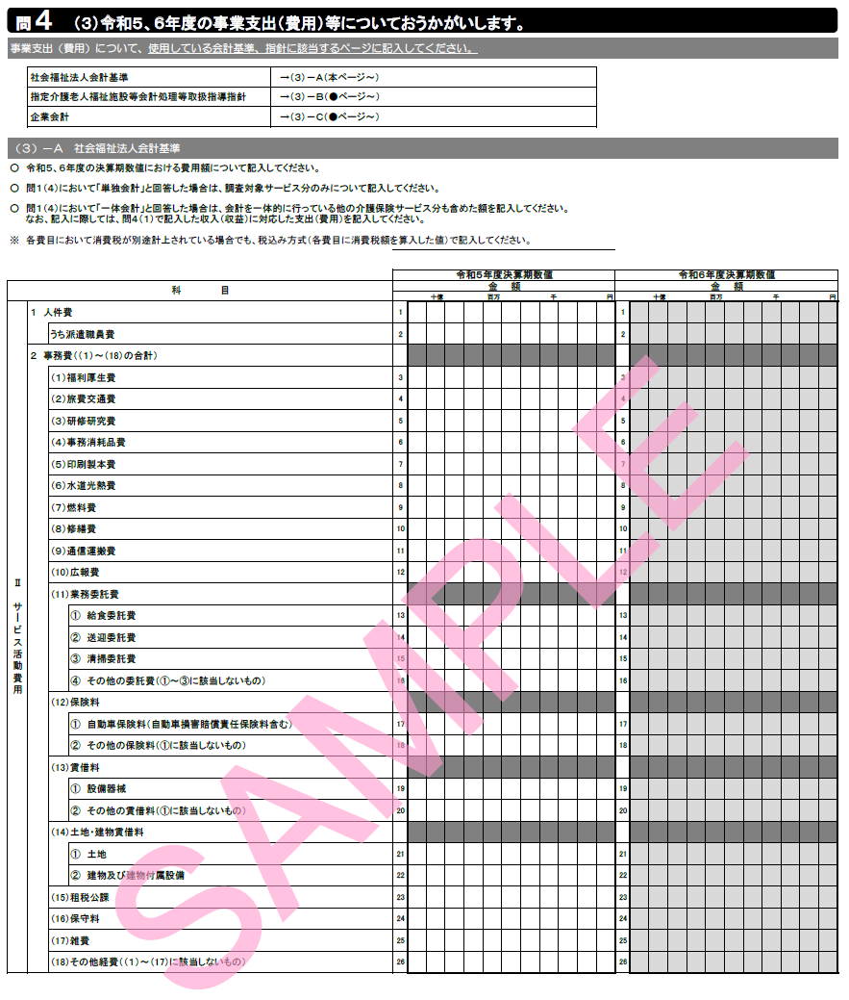 問4 （3）令和5、6年度の事業支出（費用）等についておうかがいします。
事業支出（費用）について、使用している会計基準、指針に該当するページに記入してください。
社会福祉法人会計基準 →（3）－A（本ページ～）
指定介護老人福祉施設等会計処理等取扱指導指針 →（3）－B（●ページ～）
企業会計 →（3）－C（●ページ～）
（3）－A 社会福祉法人会計基準
○ 令和5、6年度の決算期数値における費用額について記入してください。
○ 問1（4）において「単独会計」と回答した場合は、調査対象サービス分のみについて記入してください。
○ 問1（4）において「一体会計」と回答した場合は、会計を一体的に行っている他の介護保険サービス分も含めた額を記入してください。
なお、記入に際しては、問4（1）で記入した収入（収益）に対応した支出（費用）を記入してください。
※ 各費目において消費税が別途計上されている場合でも、税込み方式（各費目に消費税額を算入した値）で記入してください。
科 目 令和5年度決算期数値 令和6年度決算期数値
金 額 金 額
十億 百万 千 円 十億 百万 千 円
Ⅱ サービス活動費用
1 人件費 1 1
うち派遣職員費 2 2
2 事務費（（1）～（18）の合計）
（1）福利厚生費 3 3
（2）旅費交通費 4 4
（3）研修研究費 5 5
（4）事務消耗品費 6 6
（5）印刷製本費 7 7
（6）水道光熱費 8 8
（7）燃料費 9 9
（8）修繕費 10 10
（9）通信運搬費 11 11
（10）広報費 12 12
（11）業務委託費
① 給食委託費 13 13
② 送迎委託費 14 14
③ 清掃委託費 15 15
④ その他の委託費（①～③に該当しないもの） 16 16
（12）保険料
① 自動車保険料（自動車損害賠償責任保険料含む） 17 17
② その他の保険料（①に該当しないもの） 18 18
（13）賃借料
① 設備器械 19 19
② その他の賃借料（①に該当しないもの） 20 20
（14）土地・建物賃借料
① 土地 21 21
② 建物及び建物付属設備 22 22
（15）租税公課 23 23
（16）保守料 24 24
（17）雑費 25 25
（18）その他経費（（1）～（17）に該当しないもの） 26 26
SAMPLE